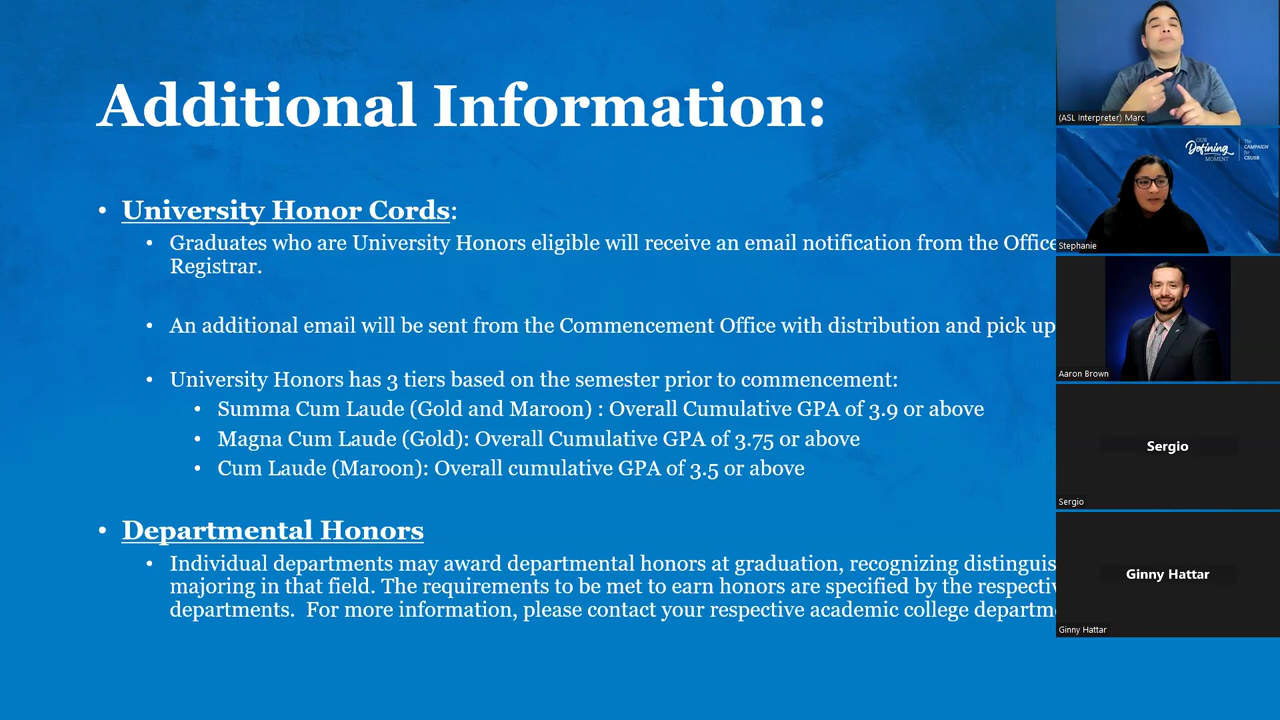 Additional Information:
• University Honor Cords:
• Graduates who are University Honors eligible will receive an email notification from the Office
Registrar.
• An additional email will be sent from the Commencement Office with distribution and pick up
• University Honors has 3 tiers based on the semester prior to commencement:
• Summa Cum Laude (Gold and Maroon) : Overall Cumulative GPA of 3.9 or above
• Magna Cum Laude (Gold): Overall Cumulative GPA of 3.75 or above
• Cum Laude (Maroon): Overall cumulative GPA of 3.5 or above
• Departmental Honors
• Individual departments may award departmental honors at graduation, recognizing distinguis
majoring in that field. The requirements to be met to earn honors are specified by the respectiv
departments. For more information, please contact your respective academic college departm
(ASL Interpreter) Marc
OUR
Defining
MOMENT
The
CAMPAIGN
for
CSUSB
Stephanie
Aaron Brown
Sergio
Sergio
Ginny Hattar
Ginny Hattar